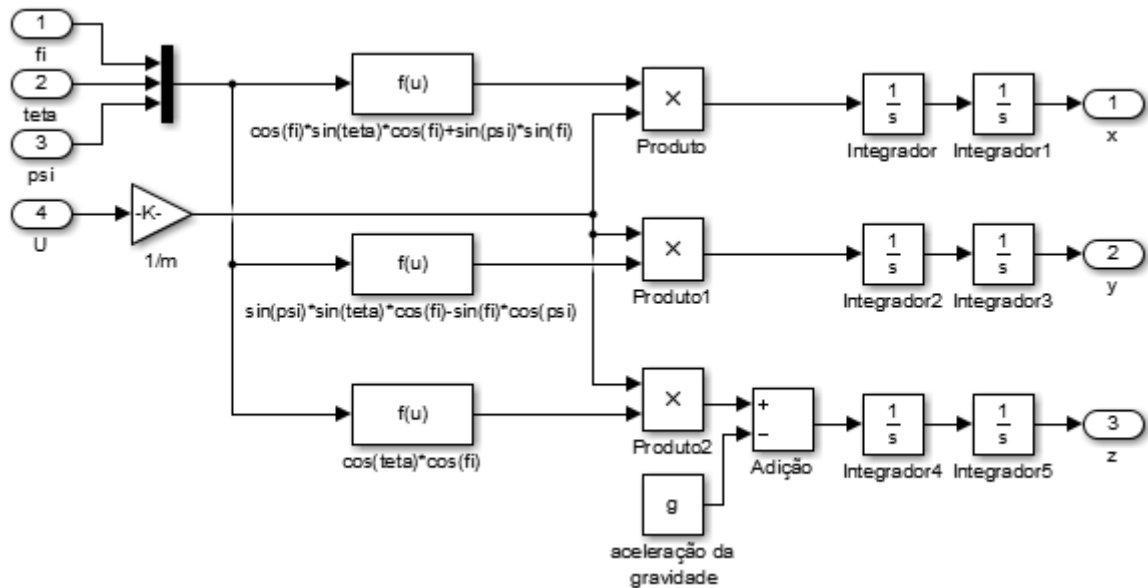 1
fi
2
teta
3
psi
4
U
-K-
1/m
f(u)
cos(fi)*sin(teta)*cos(fi)+sin(psi)*sin(fi)
f(u)
sin(psi)*sin(teta)*cos(fi)-sin(fi)*cos(psi)
f(u)
cos(teta)*cos(fi)
×
Produto
×
Produto1
×
Produto2
g
aceleração da
gravidade
+
−
Adição
1
s
Integrador
1
s
Integrador1
1
x
1
s
Integrador2
1
s
Integrador3
2
y
1
s
Integrador4
1
s
Integrador5
3
z